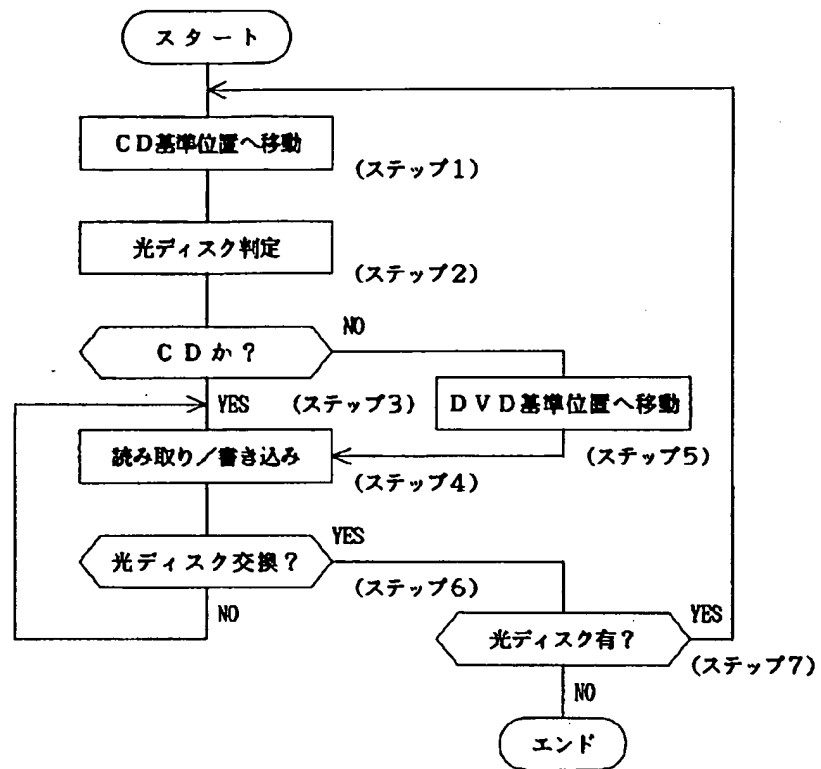 スタート
CD基準位置へ移動
(ステップ1)
光ディスク判定
(ステップ2)
CDか?
NO
YES
(ステップ3)
DVD基準位置へ移動
(ステップ5)
読み取り/書き込み
(ステップ4)
光ディスク交換?
YES
(ステップ6)
NO
光ディスク有?
YES
(ステップ7)
NO
エンド